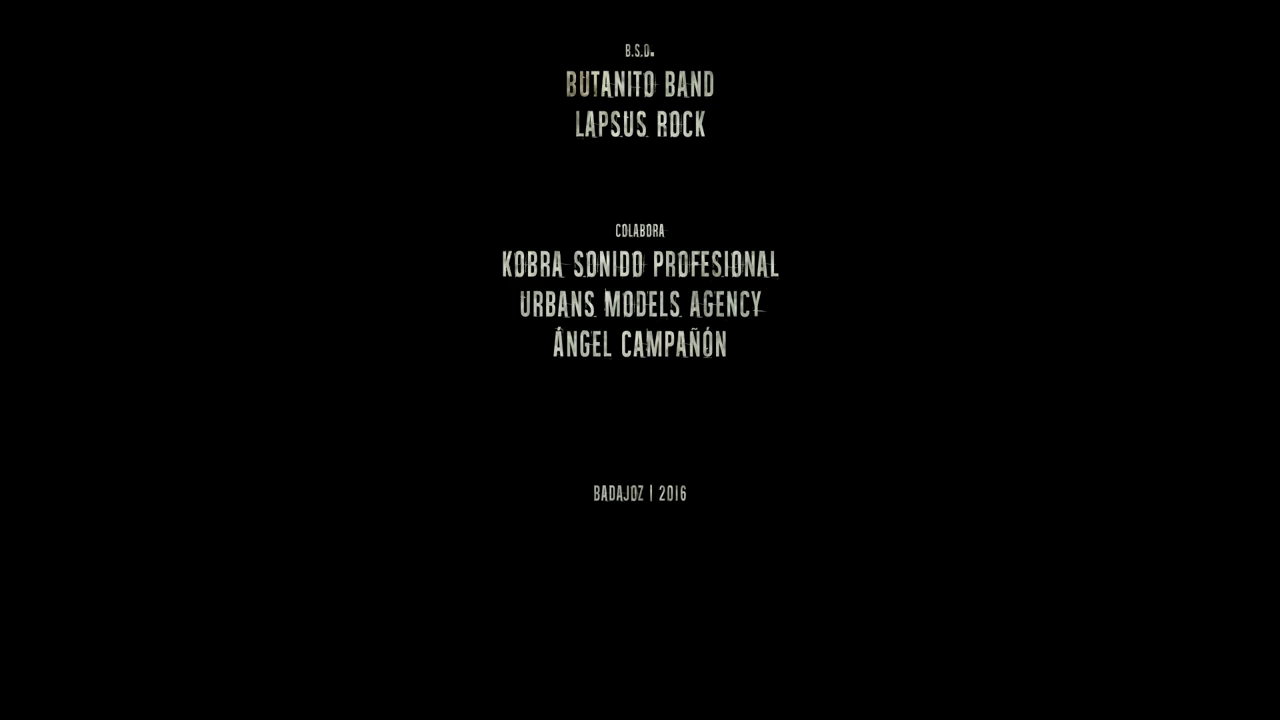 B.S.O.
BUTANITO BAND
LAPSUS ROCK
COLABORA
KOBRA SONIDO PROFESIONAL
URBANS MODELS AGENCY
ÁNGEL CAMPAÑÓN
BADAJOZ | 2016